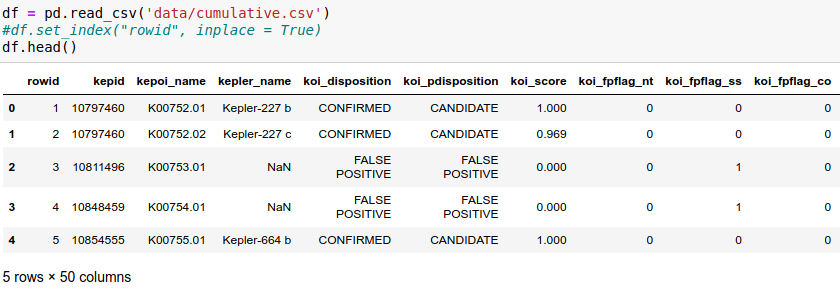 df = pd.read_csv('data/cumulative.csv')
#df.set_index("rowid", inplace = True)
df.head()
rowid kepid kepoi_name kepler_name koi_disposition koi_pdisposition koi_score koi_fpflag_nt koi_fpflag_ss koi_fpflag_co
0 1 10797460 K00752.01 Kepler-227 b CONFIRMED CANDIDATE 1.000 0 0 0
1 2 10797460 K00752.02 Kepler-227 c CONFIRMED CANDIDATE 0.969 0 0 0
2 3 10811496 K00753.01 NaN FALSE POSITIVE FALSE POSITIVE 0.000 0 1 0
3 4 10848459 K00754.01 NaN FALSE POSITIVE FALSE POSITIVE 0.000 0 1 0
4 5 10854555 K00755.01 Kepler-664 b CONFIRMED CANDIDATE 1.000 0 0 0
5 rows × 50 columns